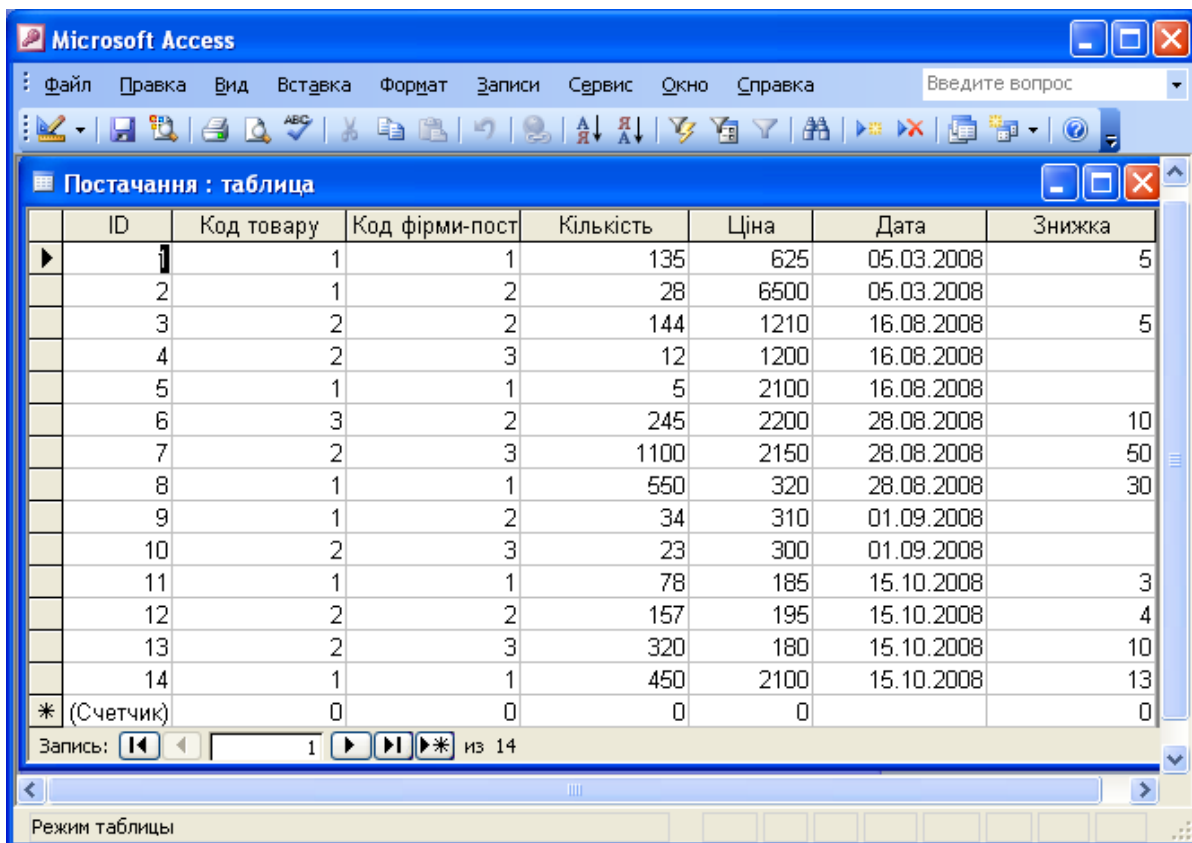 Microsoft Access
Файл Правка Вид Вставка Формат Записи Сервис Окно Справка Введите вопрос
Постачання : таблица
ID Код товару Код фірми-пост Кількість Ціна Дата Знижка
1 1 1 135 625 05.03.2008 5
2 1 2 28 6500 05.03.2008
3 2 2 144 1210 16.08.2008 5
4 2 3 12 1200 16.08.2008
5 1 1 5 2100 16.08.2008
6 3 2 245 2200 28.08.2008 10
7 2 3 1100 2150 28.08.2008 50
8 1 1 550 320 28.08.2008 30
9 1 2 34 310 01.09.2008
10 2 3 23 300 01.09.2008
11 1 1 78 185 15.10.2008 3
12 2 2 157 195 15.10.2008 4
13 2 3 320 180 15.10.2008 10
14 1 1 450 2100 15.10.2008 13
(Счетчик) 0 0 0 0 0
Запись: 1 из 14
Режим таблицы